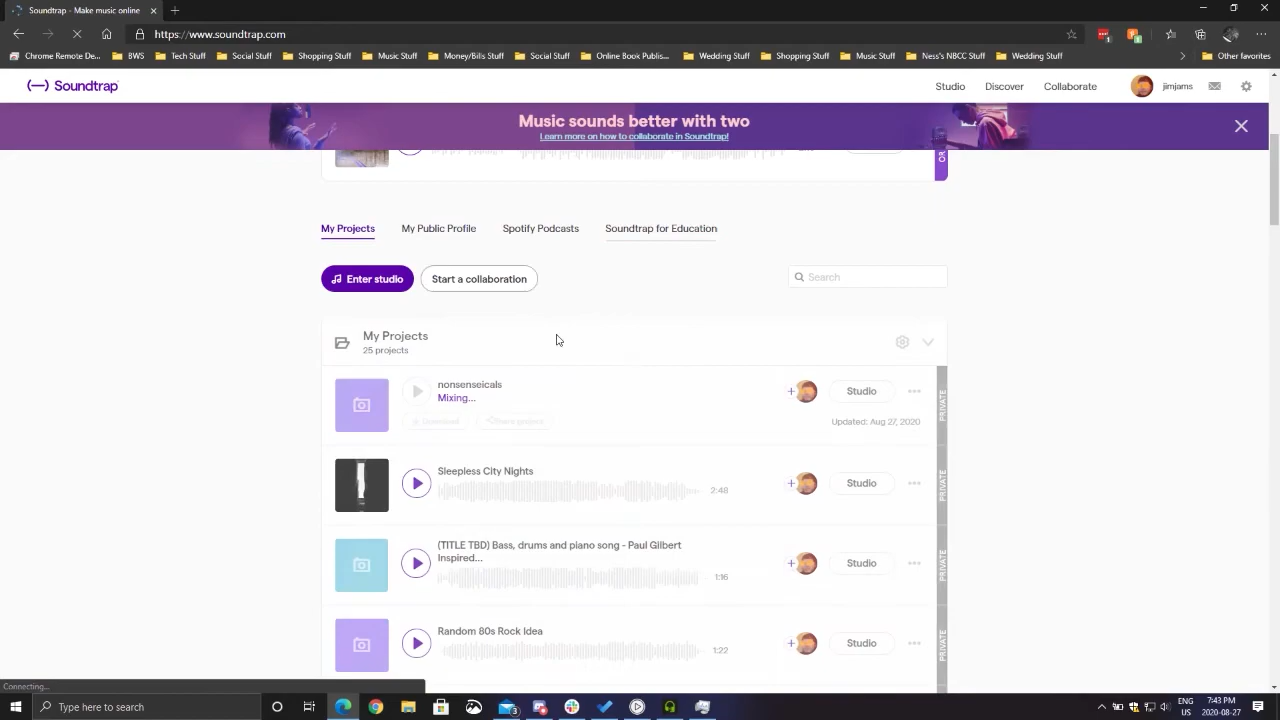 Soundtrap - Make music online
https://www.soundtrap.com
Chrome Remote De... BWS Tech Stuff Social Stuff Shopping Stuff Music Stuff Money/Bills Stuff Social Stuff Online Book Publis... Wedding Stuff Shopping Stuff Music Stuff Ness's NBCC Stuff Wedding Stuff Other favorites
Soundtrap Studio Discover Collaborate jimjams
Music sounds better with two
Learn more on how to collaborate in Soundtrap!
My Projects My Public Profile Spotify Podcasts Soundtrap for Education
Enter studio Start a collaboration Search
My Projects
25 projects
nonsenseicals
Mixing...
Studio
PRIVATE
Download
Updated: Aug 27, 2020
Sleepless City Nights
2:48
Studio
PRIVATE
(TITLE TBD) Bass, drums and piano song - Paul Gilbert
Inspired...
1:16
Studio
PRIVATE
Random 80s Rock Idea
1:22
Studio
PRIVATE
Connecting...
Type here to search
3
ENG
US
7:43 PM
2020-08-27